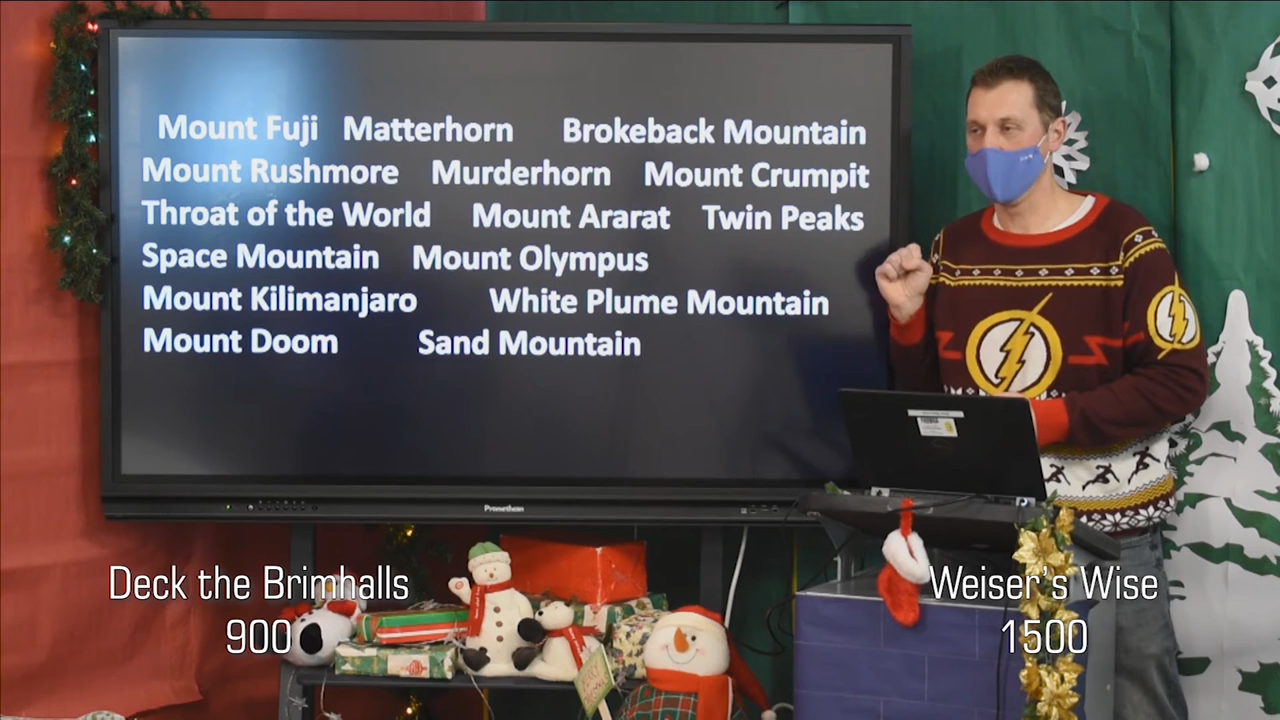 Mount Fuji Matterhorn Brokeback Mountain
Mount Rushmore Murderhorn Mount Crumpit
Throat of the World Mount Ararat Twin Peaks
Space Mountain Mount Olympus
Mount Kilimanjaro White Plume Mountain
Mount Doom Sand Mountain
Promethean
Deck the Brimhalls
900
Weiser's Wise
1500